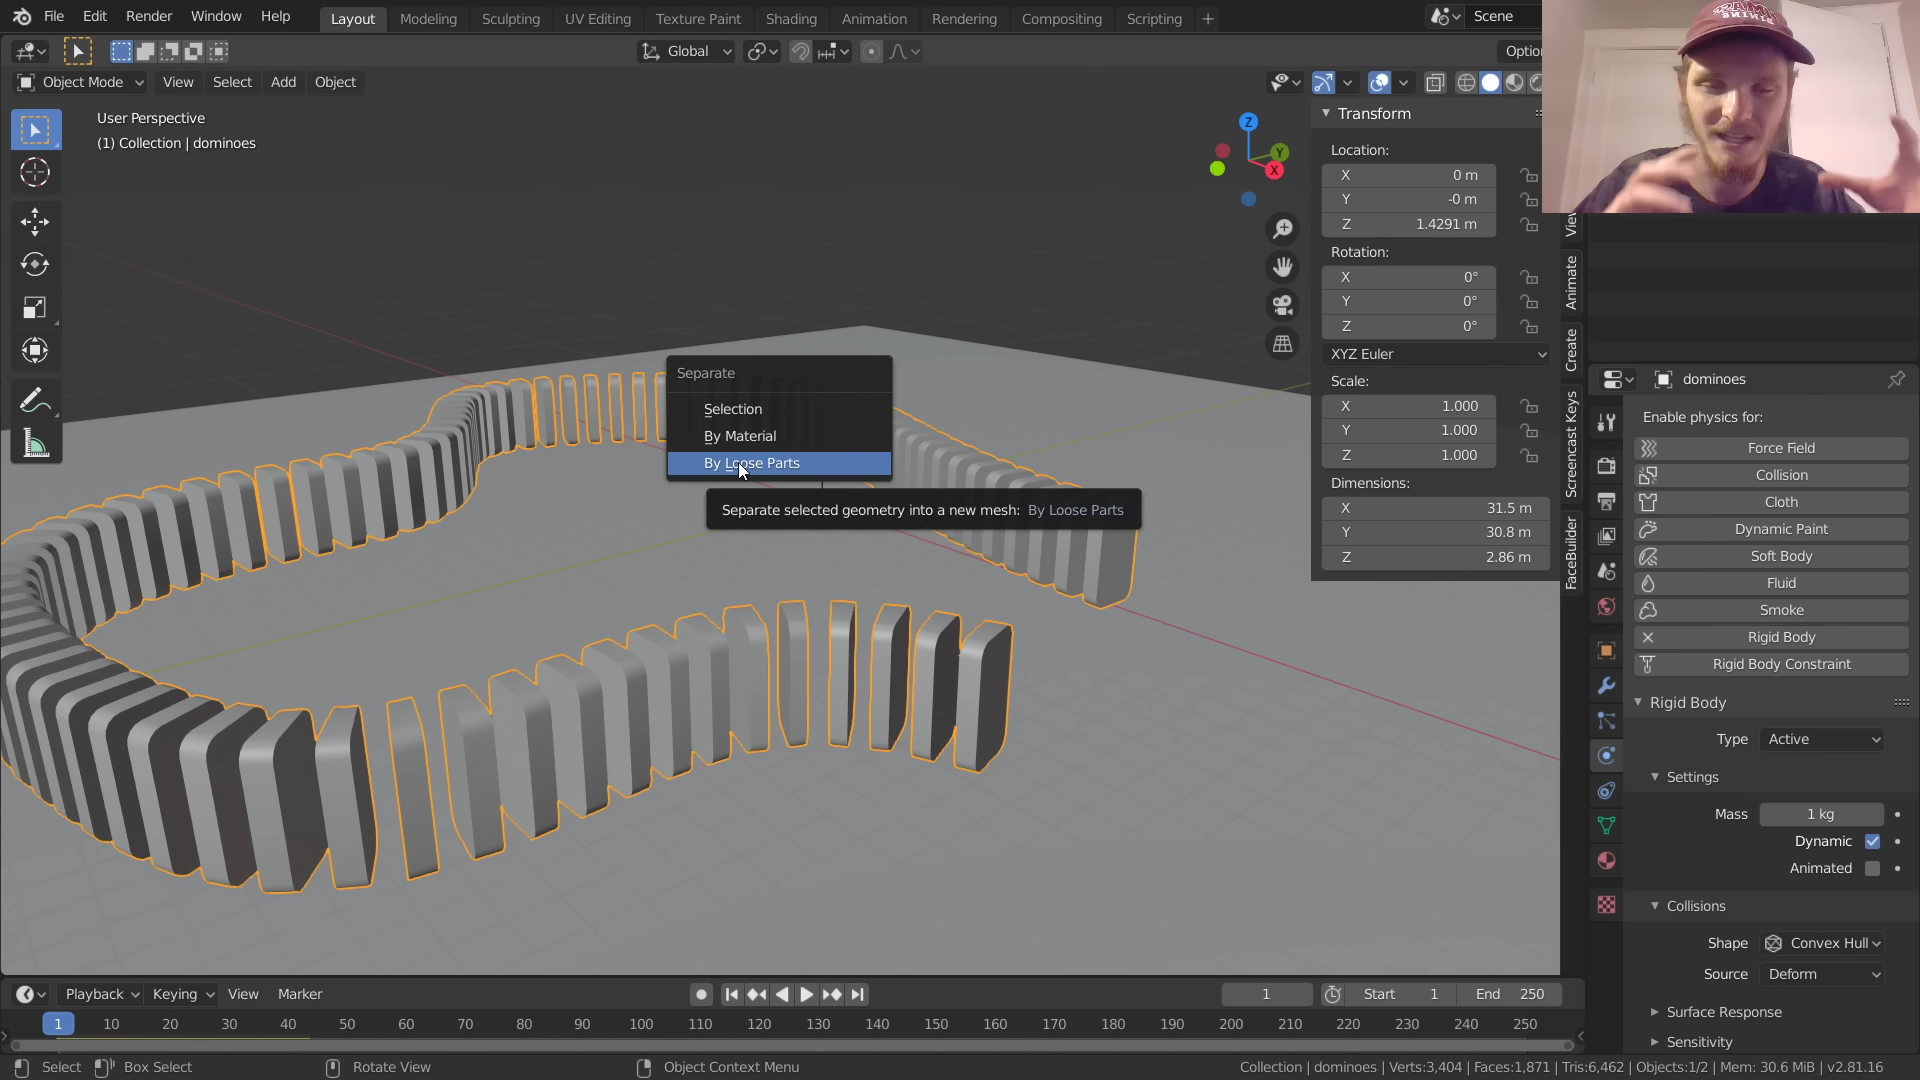 File Edit Render Window Help
Layout Modeling Sculpting UV Editing Texture Paint Shading Animation Rendering Compositing Scripting
Scene
Global
Optio
Object Mode View Select Add Object
User Perspective
(1) Collection | dominoes
Z
Y
X
Transform
Location:
X 0 m
Y -0 m
Z 1.4291 m
Rotation:
X 0°
Y 0°
Z 0°
XYZ Euler
Scale:
X 1.000
Y 1.000
Z 1.000
Dimensions:
X 31.5 m
Y 30.8 m
Z 2.86 m
View
Animate
Create
Screencast Keys
FaceBuilder
Separate
Selection
By Material
By Loose Parts
Separate selected geometry into a new mesh: By Loose Parts
dominoes
Enable physics for:
Force Field
Collision
Cloth
Dynamic Paint
Soft Body
Fluid
Smoke
Rigid Body
Rigid Body Constraint
Rigid Body
Type Active
Settings
Mass 1 kg
Dynamic
Animated
Collisions
Shape Convex Hull
Source Deform
Surface Response
Sensitivity
Playback Keying View Marker
1 Start 1 End 250
1 10 20 30 40 50 60 70 80 90 100 110 120 130 140 150 160 170 180 190 200 210 220 230 240 250
Select Box Select Rotate View Object Context Menu
Collection | dominoes | Verts:3,404 | Faces:1,871 | Tris:6,462 | Objects:1/2 | Mem: 30.6 MiB | v2.81.16